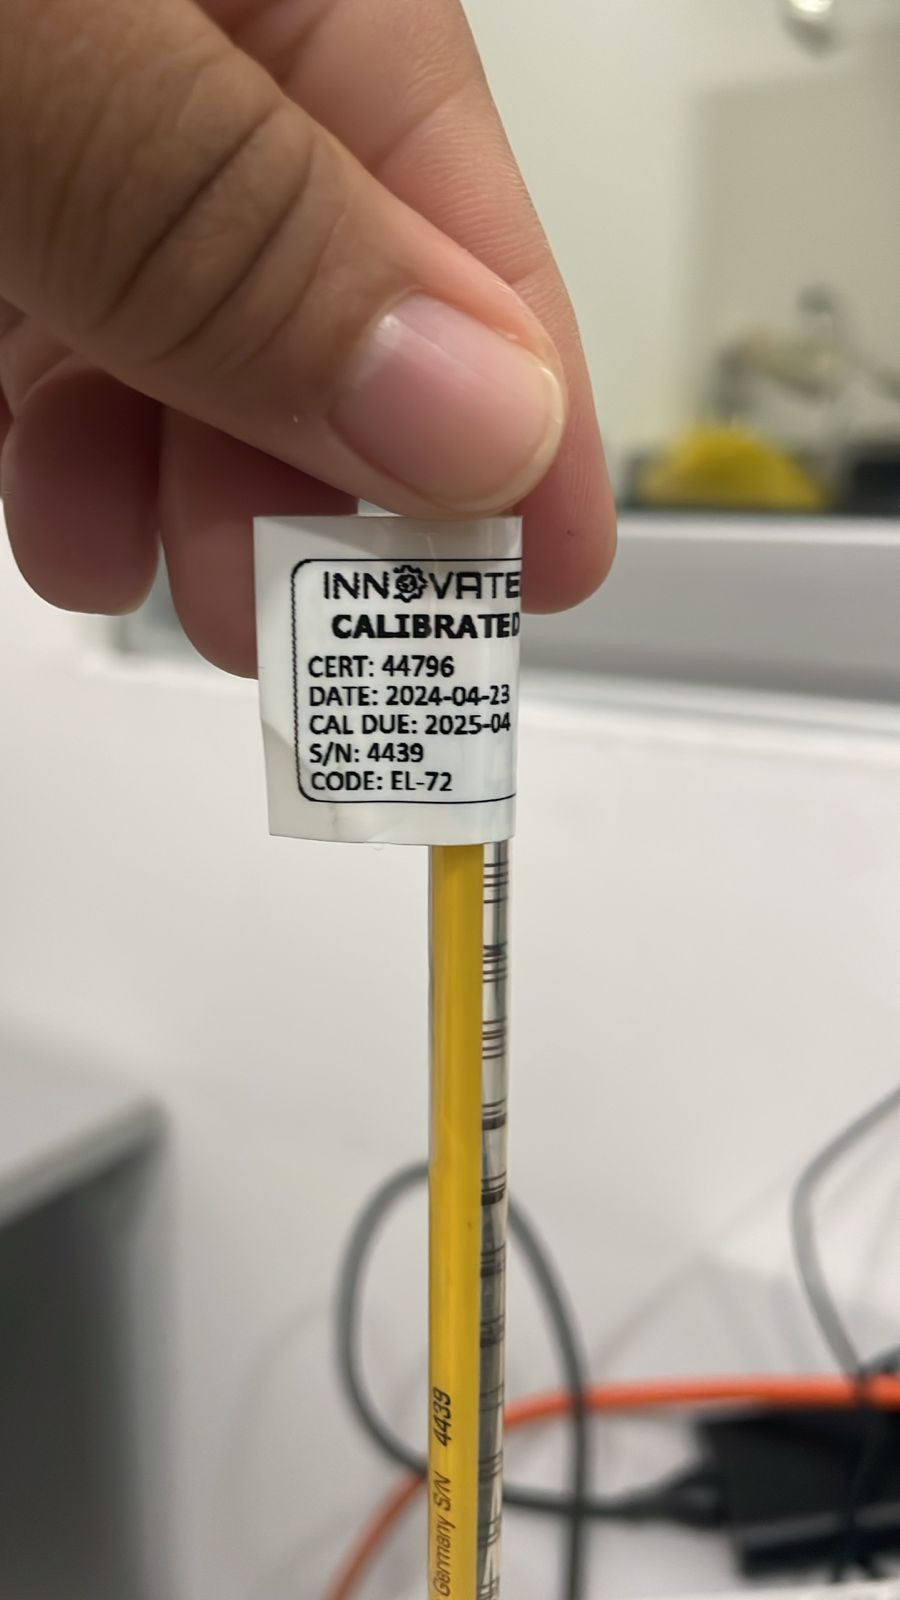 INNOVATE
CALIBRATED
CERT: 44796
DATE: 2024-04-23
CAL DUE: 2025-04
S/N: 4439
CODE: EL-72
Germany S/N 4439